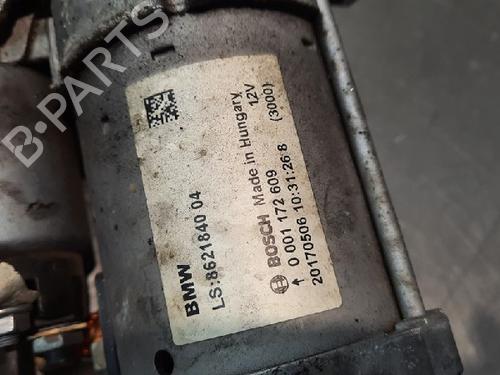 BMW
LS:8621840 04
BOSCH Made in Hungary 12V
0 001 172 609 (3000)
20170506 10:31:26 8
B-PARTS